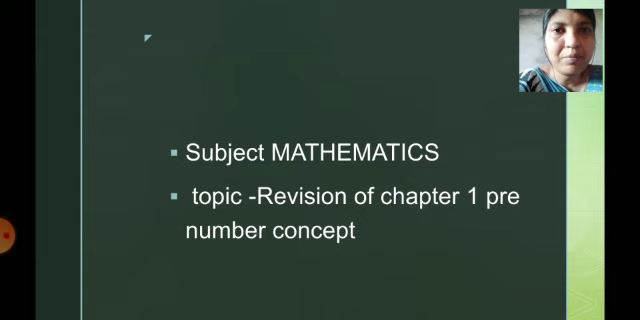 Subject MATHEMATICS
topic -Revision of chapter 1 pre
number concept